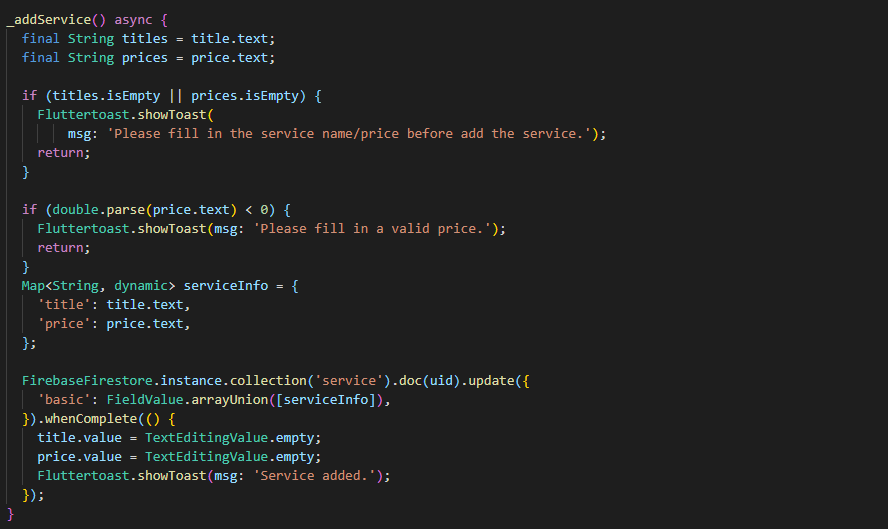 _addService() async {
  final String titles = title.text;
  final String prices = price.text;

  if (titles.isEmpty || prices.isEmpty) {
    Fluttertoast.showToast(
        msg: 'Please fill in the service name/price before add the service.');
    return;
  }

  if (double.parse(price.text) < 0) {
    Fluttertoast.showToast(msg: 'Please fill in a valid price.');
    return;
  }
  Map<String, dynamic> serviceInfo = {
    'title': title.text,
    'price': price.text,
  };

  FirebaseFirestore.instance.collection('service').doc(uid).update({
    'basic': FieldValue.arrayUnion([serviceInfo]),
  }).whenComplete(() {
    title.value = TextEditingValue.empty;
    price.value = TextEditingValue.empty;
    Fluttertoast.showToast(msg: 'Service added.');
  });
}